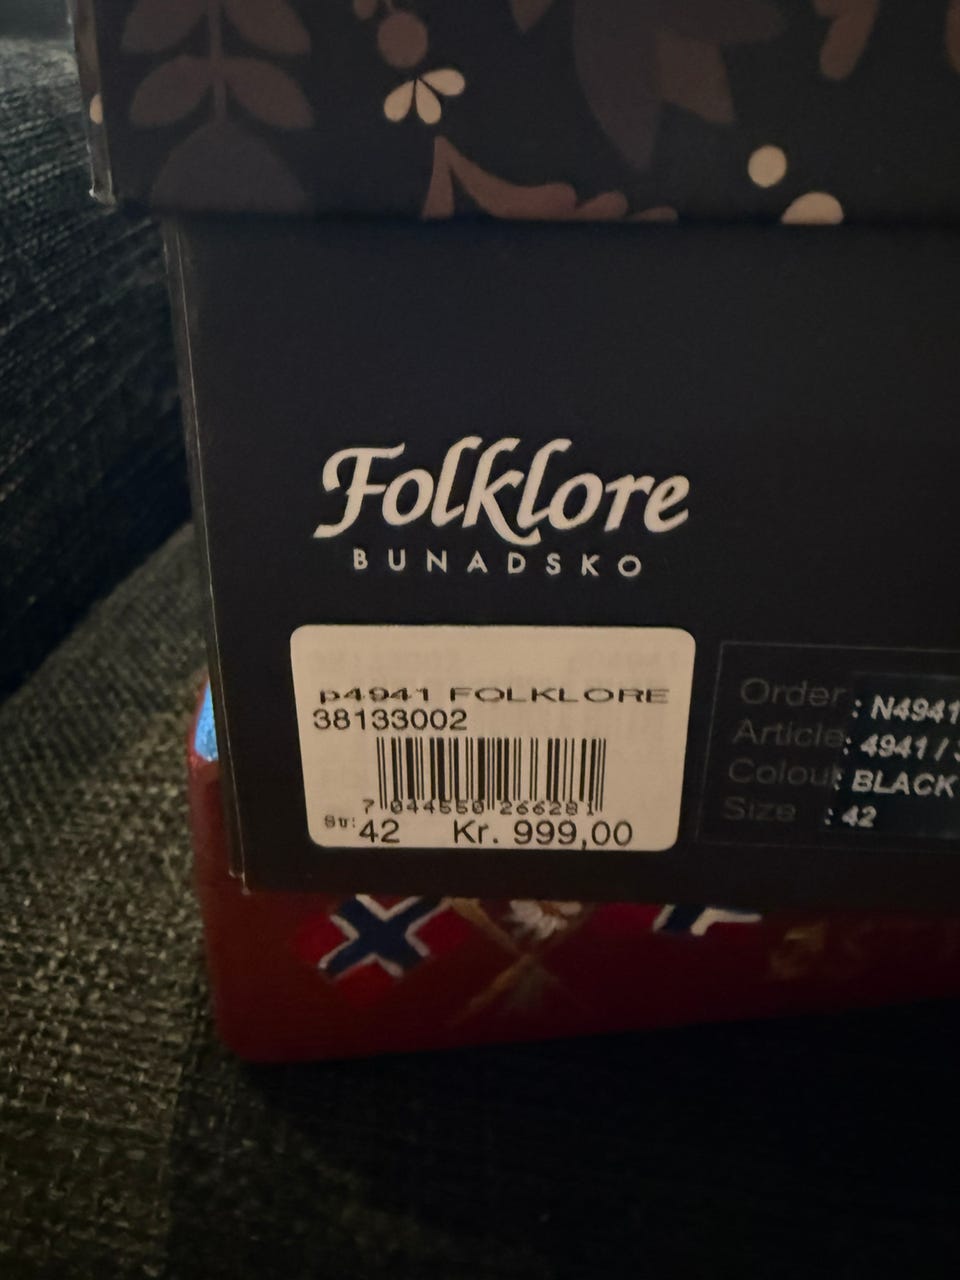 Folklore
BUNADSKO
p4941 FOLKLORE
38133002
7 044550 266281
Str: 42 Kr. 999,00
Order : N4941
Article : 4941 /
Colour : BLACK
Size : 42